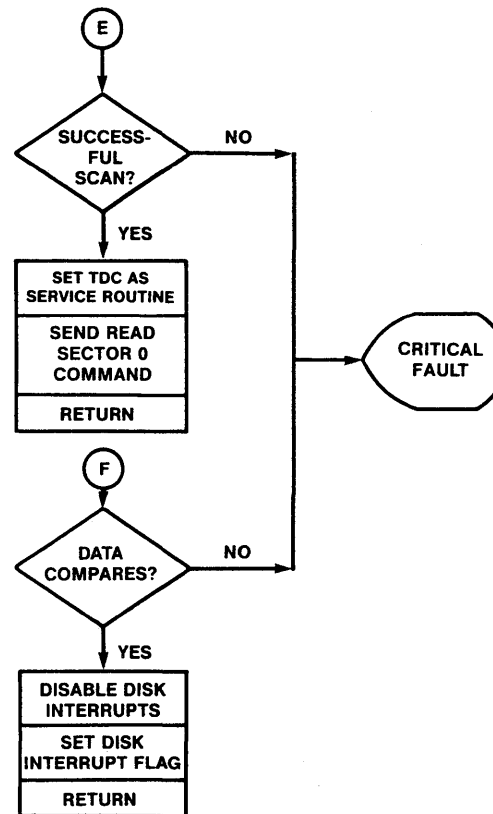 E
SUCCESS-
FUL
SCAN?
NO
YES
SET TDC AS
SERVICE ROUTINE
SEND READ
SECTOR 0
COMMAND
RETURN
CRITICAL
FAULT
F
DATA
COMPARES?
NO
YES
DISABLE DISK
INTERRUPTS
SET DISK
INTERRUPT FLAG
RETURN